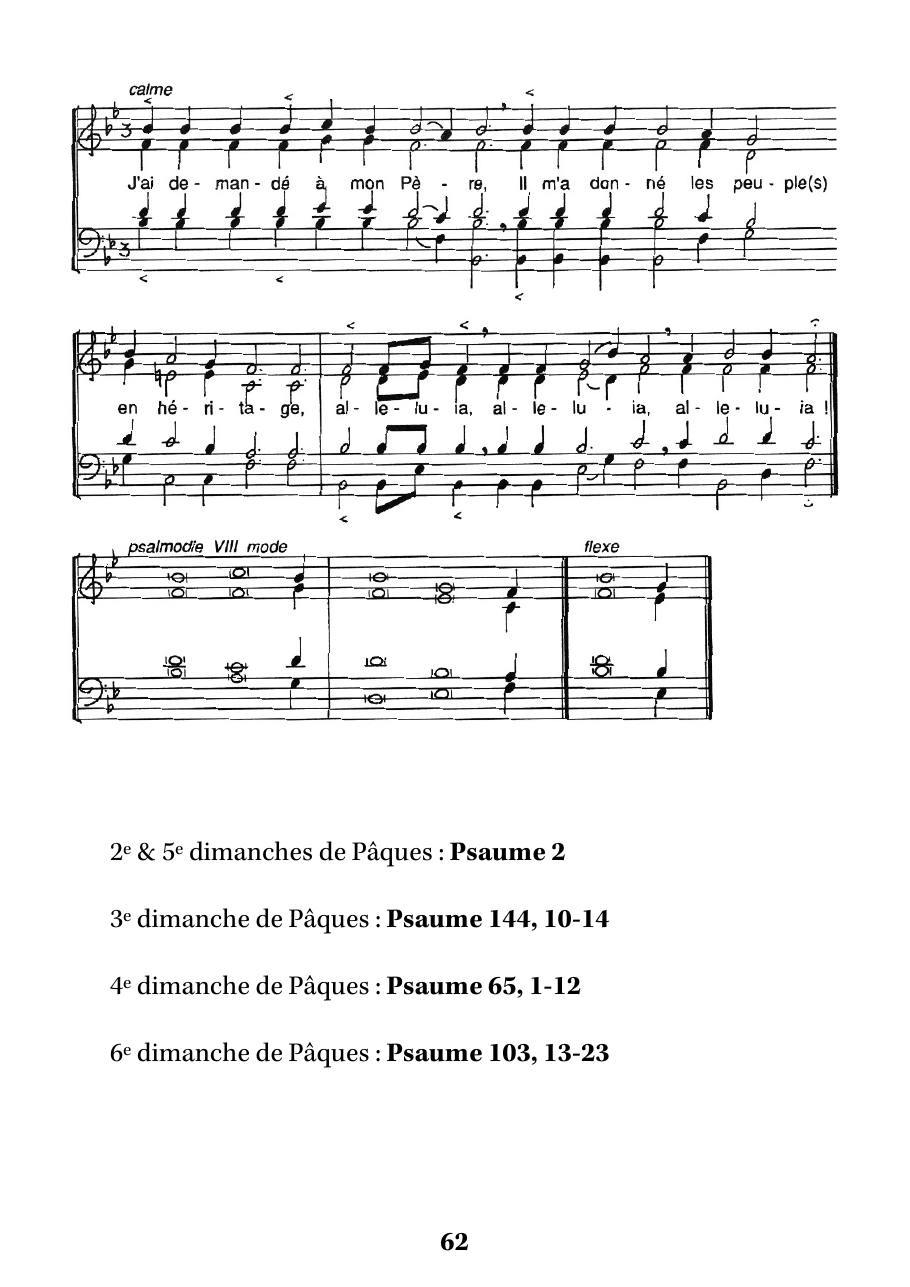 calme
J'ai de - man - dé à mon Pè - re, Il m'a don - né les peu - ple(s)
en hé - ri - ta - ge, al - le - lu - ia, al - le - lu - ia, al - le - lu - ia !
psalmodie VIII mode flexe
2e & 5e dimanches de Pâques : Psaume 2
3e dimanche de Pâques : Psaume 144, 10-14
4e dimanche de Pâques : Psaume 65, 1-12
6e dimanche de Pâques : Psaume 103, 13-23
62